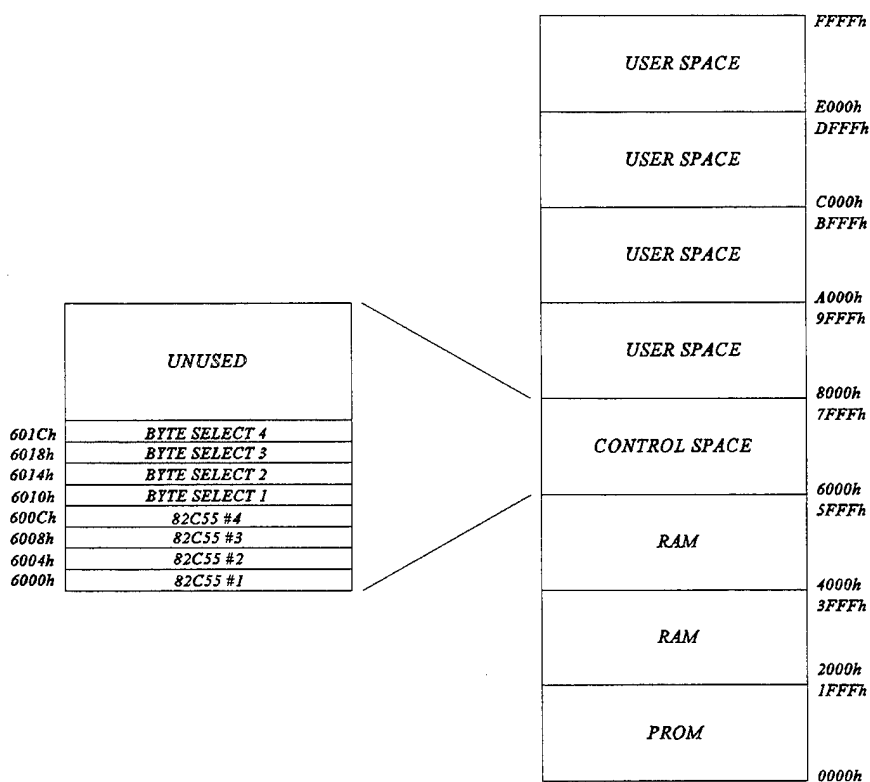 FFFFh
USER SPACE
E000h
DFFFh
USER SPACE
C000h
BFFFh
USER SPACE
A000h
9FFFh
USER SPACE
8000h
7FFFh
CONTROL SPACE
6000h
5FFFh
RAM
4000h
3FFFh
RAM
2000h
1FFFh
PROM
0000h
UNUSED
601Ch BYTE SELECT 4
6018h BYTE SELECT 3
6014h BYTE SELECT 2
6010h BYTE SELECT 1
600Ch 82C55 #4
6008h 82C55 #3
6004h 82C55 #2
6000h 82C55 #1